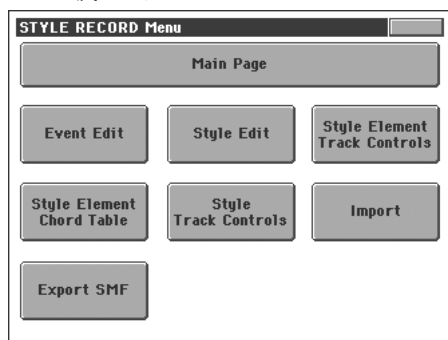 STYLE RECORD Menu
Main Page
Event Edit
Style Edit
Style Element
Track Controls
Style Element
Chord Table
Style
Track Controls
Import
Export SMF